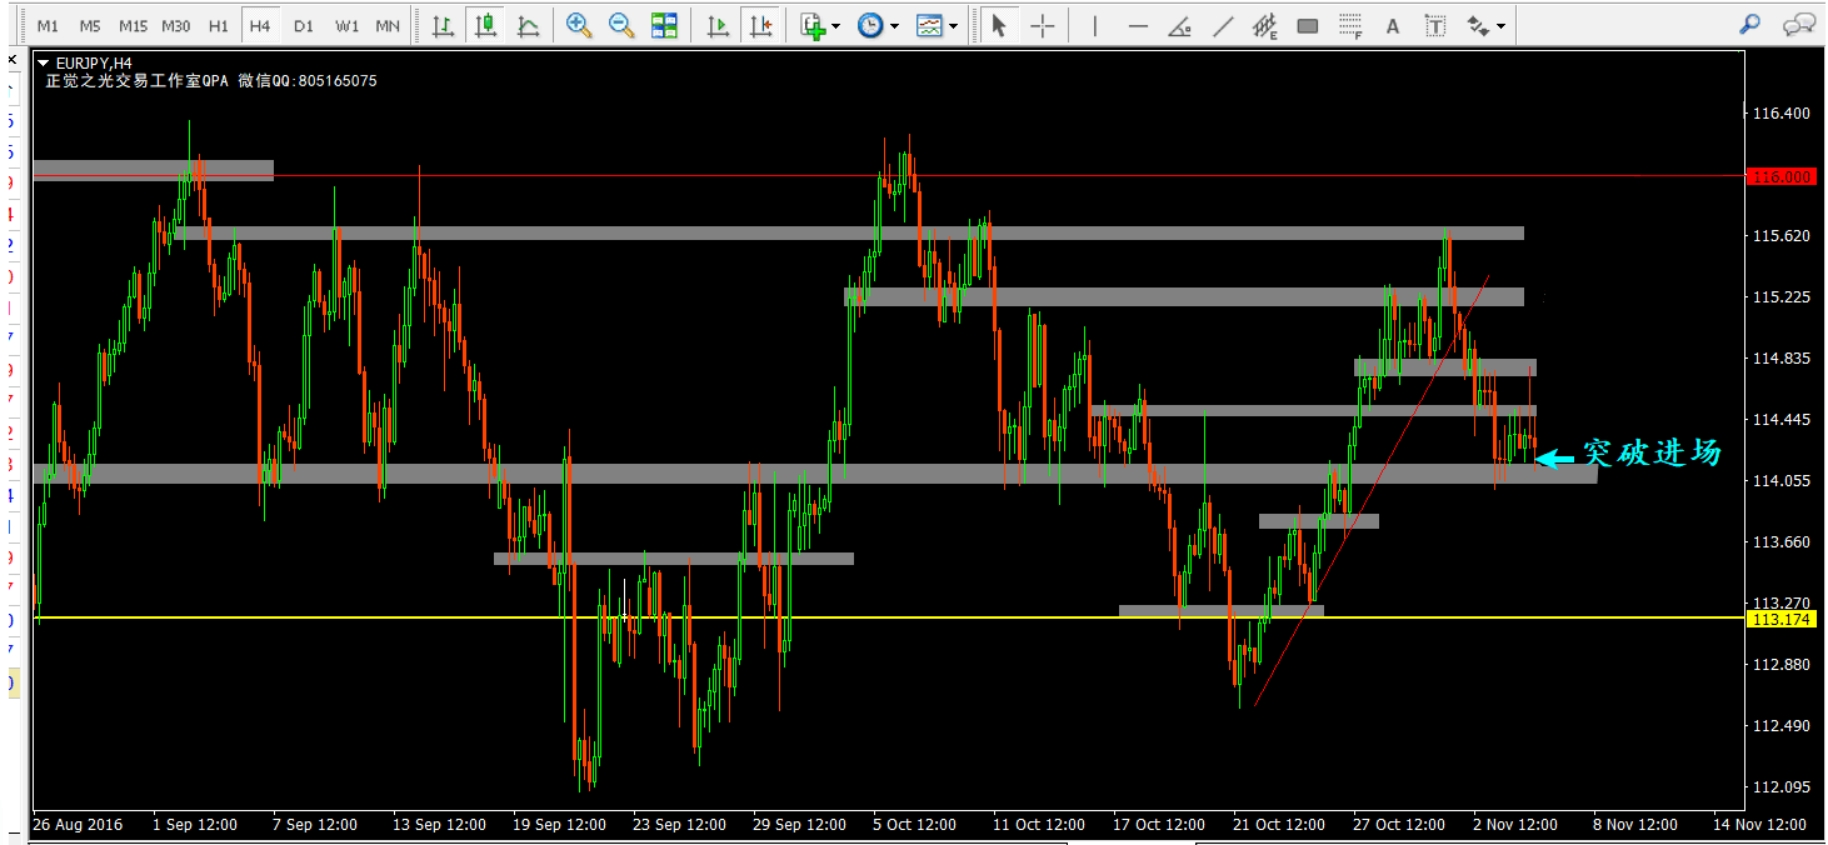 M1 M5 M15 M30 H1 H4 D1 W1 MN E F A T
EURJPY,H4
正觉之光交易工作室QPA 微信QQ:805165075
116.400
116.000
115.620
115.225
114.835
114.445
突破进场
114.055
113.660
113.270
113.174
112.880
112.490
112.095
26 Aug 2016 1 Sep 12:00 7 Sep 12:00 13 Sep 12:00 19 Sep 12:00 23 Sep 12:00 29 Sep 12:00 5 Oct 12:00 11 Oct 12:00 17 Oct 12:00 21 Oct 12:00 27 Oct 12:00 2 Nov 12:00 8 Nov 12:00 14 Nov 12:00